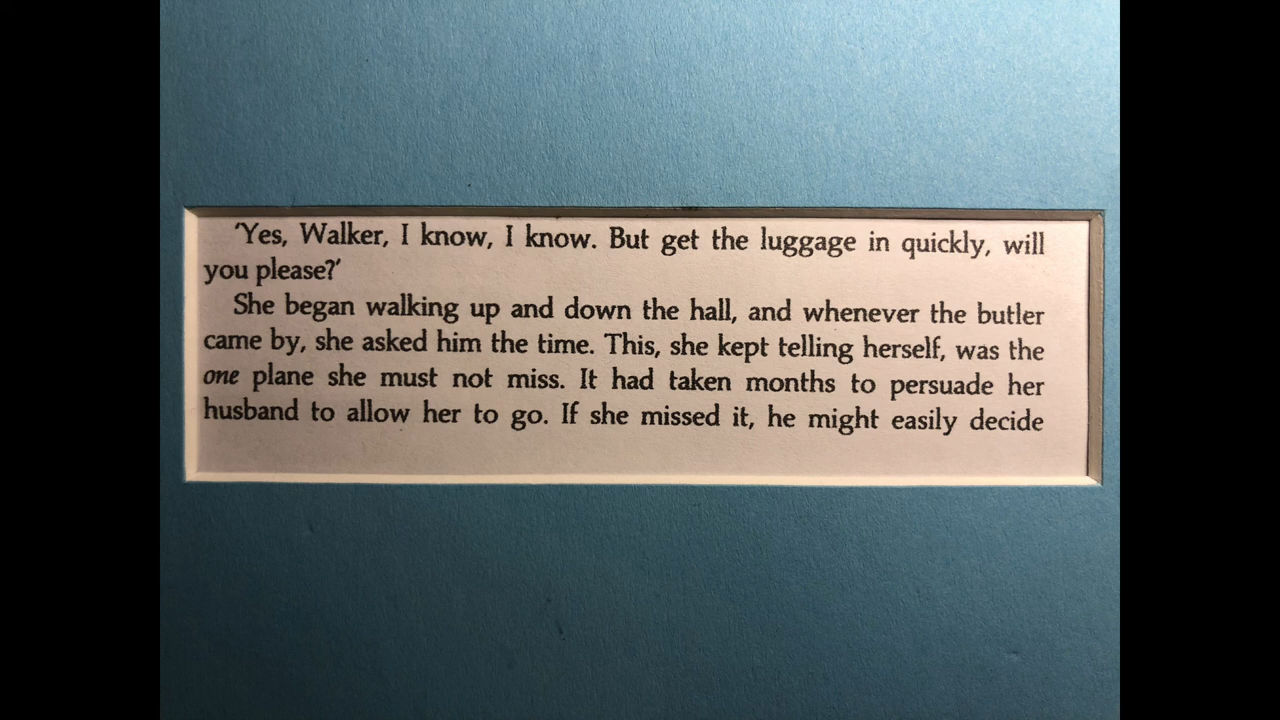 'Yes, Walker, I know, I know. But get the luggage in quickly, will
you please?'
She began walking up and down the hall, and whenever the butler
came by, she asked him the time. This, she kept telling herself, was the
one plane she must not miss. It had taken months to persuade her
husband to allow her to go. If she missed it, he might easily decide